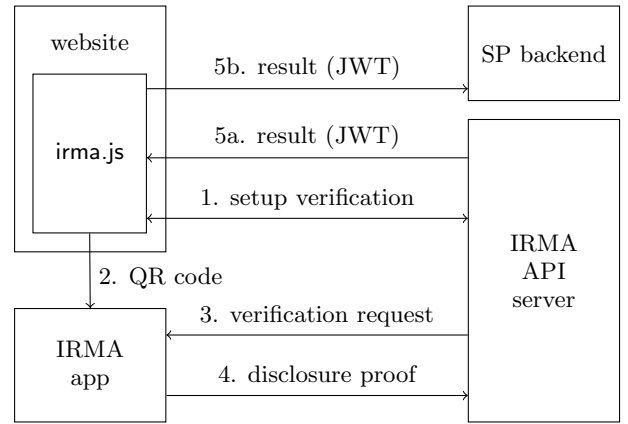 website
SP backend
5b. result (JWT)
irma.js
5a. result (JWT)
1. setup verification
IRMA
API
server
2. QR code
3. verification request
IRMA
app
4. disclosure proof